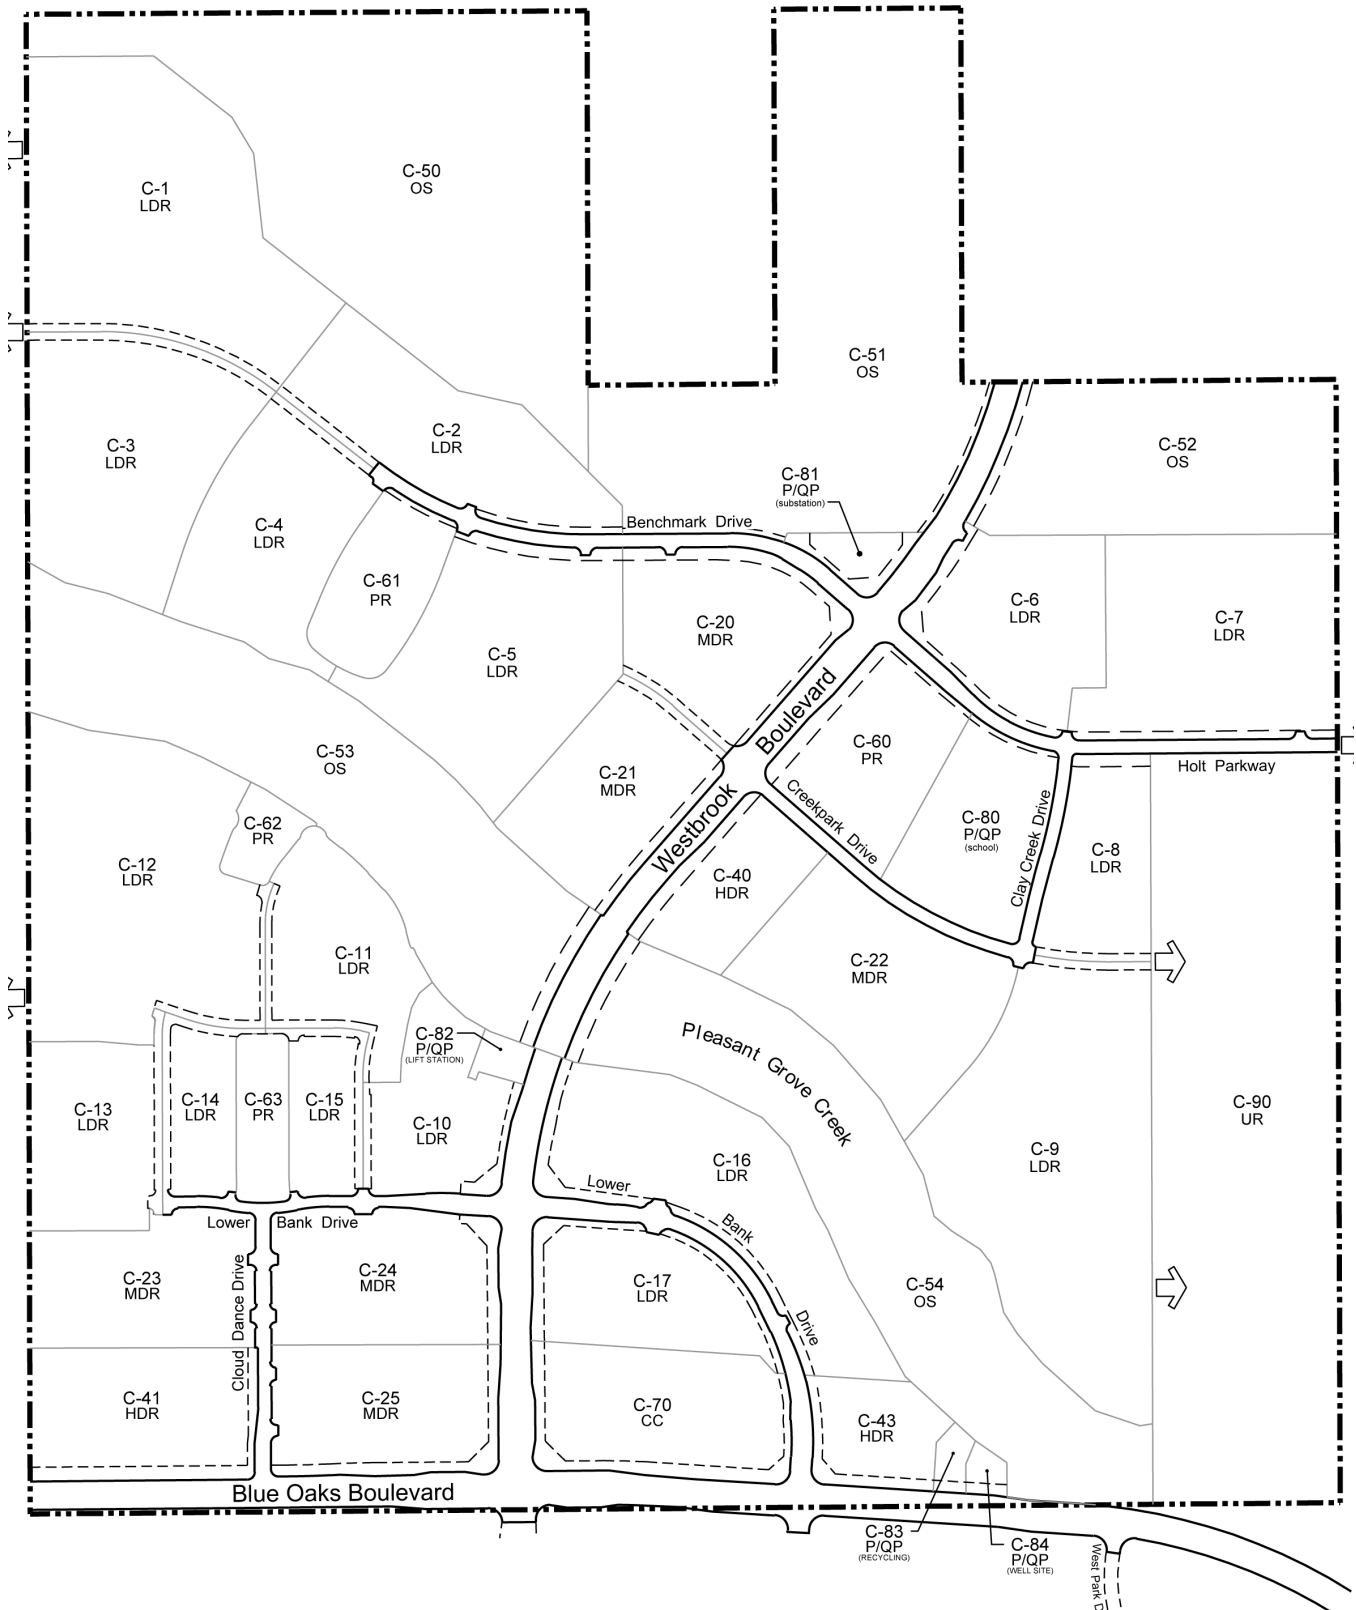 C-50
OS
C-1
LDR
C-51
OS
C-2
LDR
C-3
LDR
C-52
OS
C-81
P/QP
(substation)
Benchmark Drive
C-4
LDR
C-61
PR
C-20
MDR
C-6
LDR
C-7
LDR
C-5
LDR
Westbrook Boulevard
C-60
PR
C-53
OS
C-21
MDR
Holt Parkway
Creekpark Drive
C-80
P/QP
(school)
Clay Creek Drive
C-62
PR
C-12
LDR
C-8
LDR
C-40
HDR
C-11
LDR
C-22
MDR
C-82
P/QP
(LIFT STATION)
Pleasant Grove Creek
C-13
LDR
C-14
LDR
C-63
PR
C-15
LDR
C-10
LDR
C-90
UR
C-16
LDR
C-9
LDR
Lower Bank Drive
Lower Bank Drive
C-23
MDR
Cloud Dance Drive
C-24
MDR
C-17
LDR
C-54
OS
C-41
HDR
C-25
MDR
C-70
CC
C-43
HDR
Blue Oaks Boulevard
C-83
P/QP
(RECYCLING)
C-84
P/QP
(WELL SITE)
West Park D